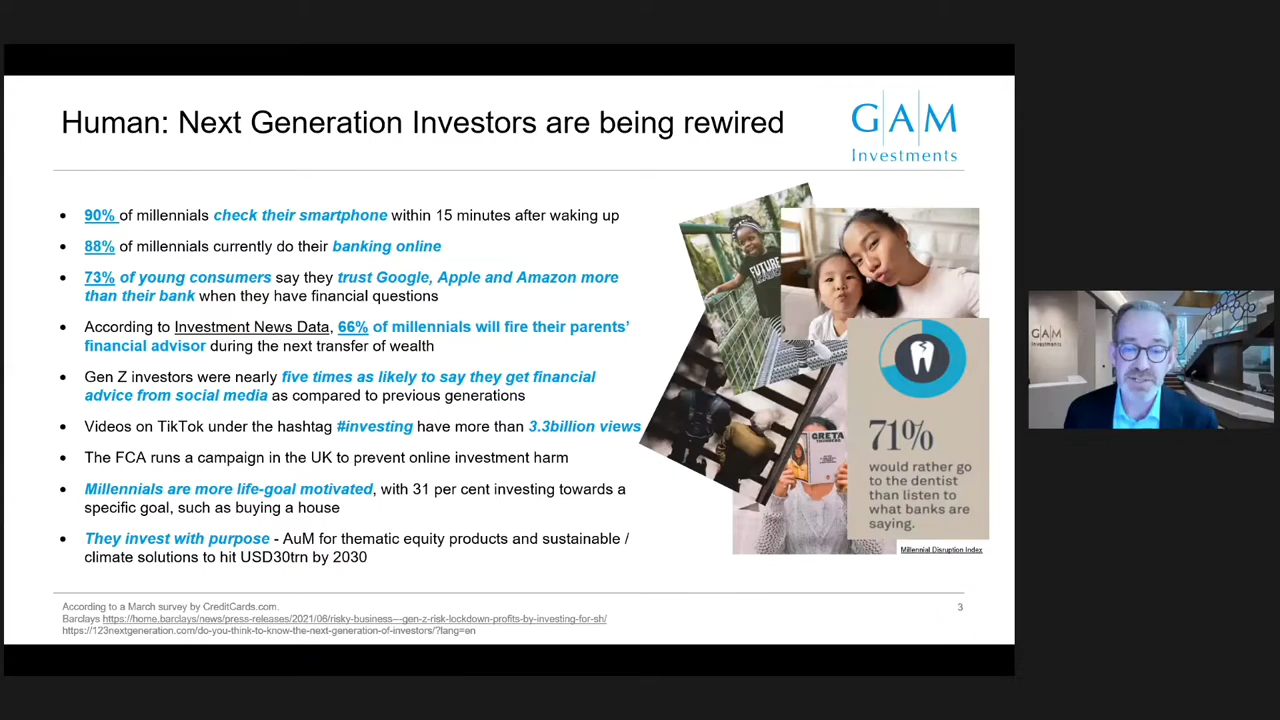 Human: Next Generation Investors are being rewired
GAM
Investments
90% of millennials check their smartphone within 15 minutes after waking up
88% of millennials currently do their banking online
73% of young consumers say they trust Google, Apple and Amazon more
than their bank when they have financial questions
According to Investment News Data, 66% of millennials will fire their parents'
financial advisor during the next transfer of wealth
Gen Z investors were nearly five times as likely to say they get financial
advice from social media as compared to previous generations
Videos on TikTok under the hashtag #investing have more than 3.3billion views
The FCA runs a campaign in the UK to prevent online investment harm
Millennials are more life-goal motivated, with 31 per cent investing towards a
specific goal, such as buying a house
They invest with purpose - AuM for thematic equity products and sustainable /
climate solutions to hit USD30trn by 2030
FUTURE
GRETA
71%
would rather go
to the dentist
than listen to
what banks are
saying.
Millennial Disruption Index
According to a March survey by CreditCards.com.
Barclays https://home.barclays/news/press-releases/2021/06/risky-business---gen-z-risk-lockdown-profits-by-investing-for-sh/
https://123nextgeneration.com/do-you-think-to-know-the-next-generation-of-investors/?lang=en
3
GAM
Investments